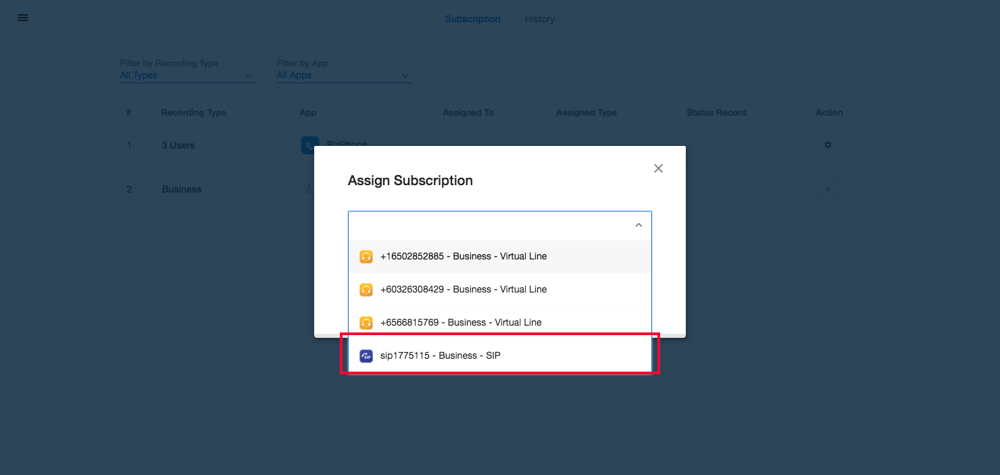 Subscription History
Filter by Recording Type Filter by App
All Types All Apps
# Recording Type App Assigned To Assigned Type Status Record Action
1 3 Users BizPhone
Assign Subscription
2 Business +
+16502852885 - Business - Virtual Line
+60326308429 - Business - Virtual Line
+6566815769 - Business - Virtual Line
SIP sip1775115 - Business - SIP